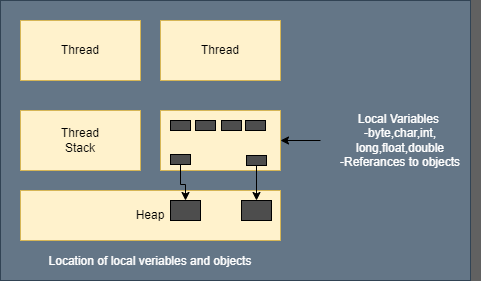 Thread
Thread
Thread
Stack
Local Variables
-byte,char,int,
long,float,double
-Referances to objects
Heap
Location of local veriables and objects